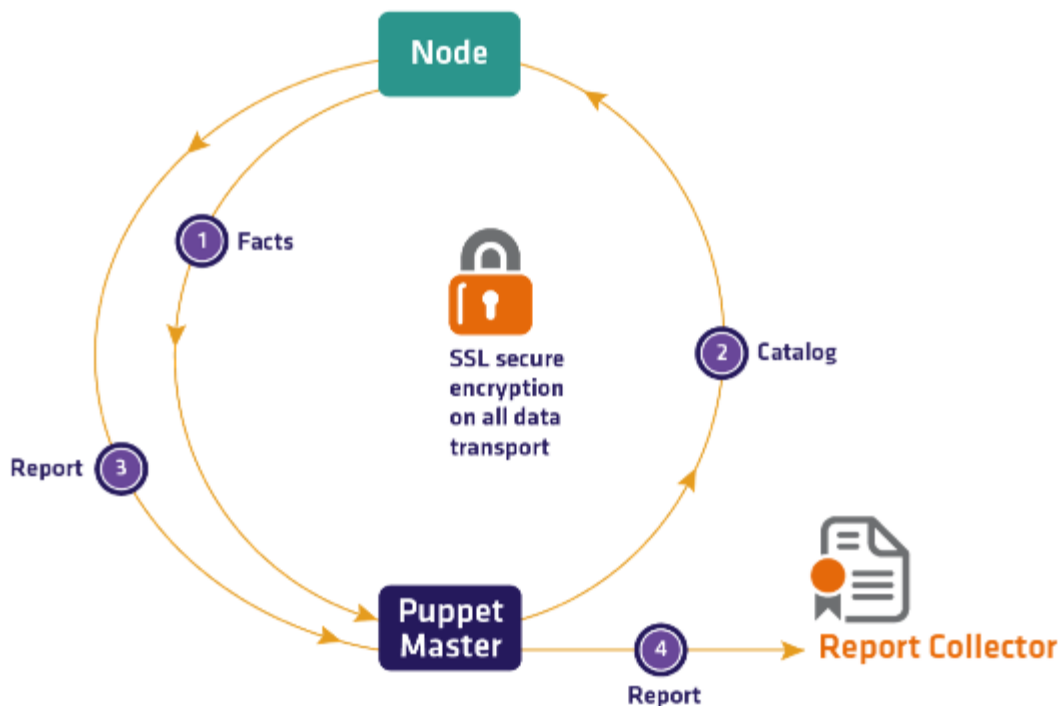 Node
1 Facts
SSL secure
encryption
on all data
transport
2 Catalog
Report 3
Puppet
Master
4
Report
Report Collector